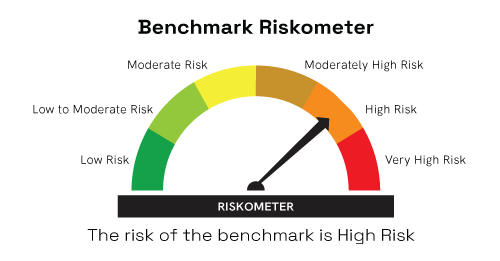 Benchmark Riskometer
Moderate Risk
Moderately High Risk
Low to Moderate Risk
High Risk
Low Risk
Very High Risk
RISKOMETER
The risk of the benchmark is High Risk